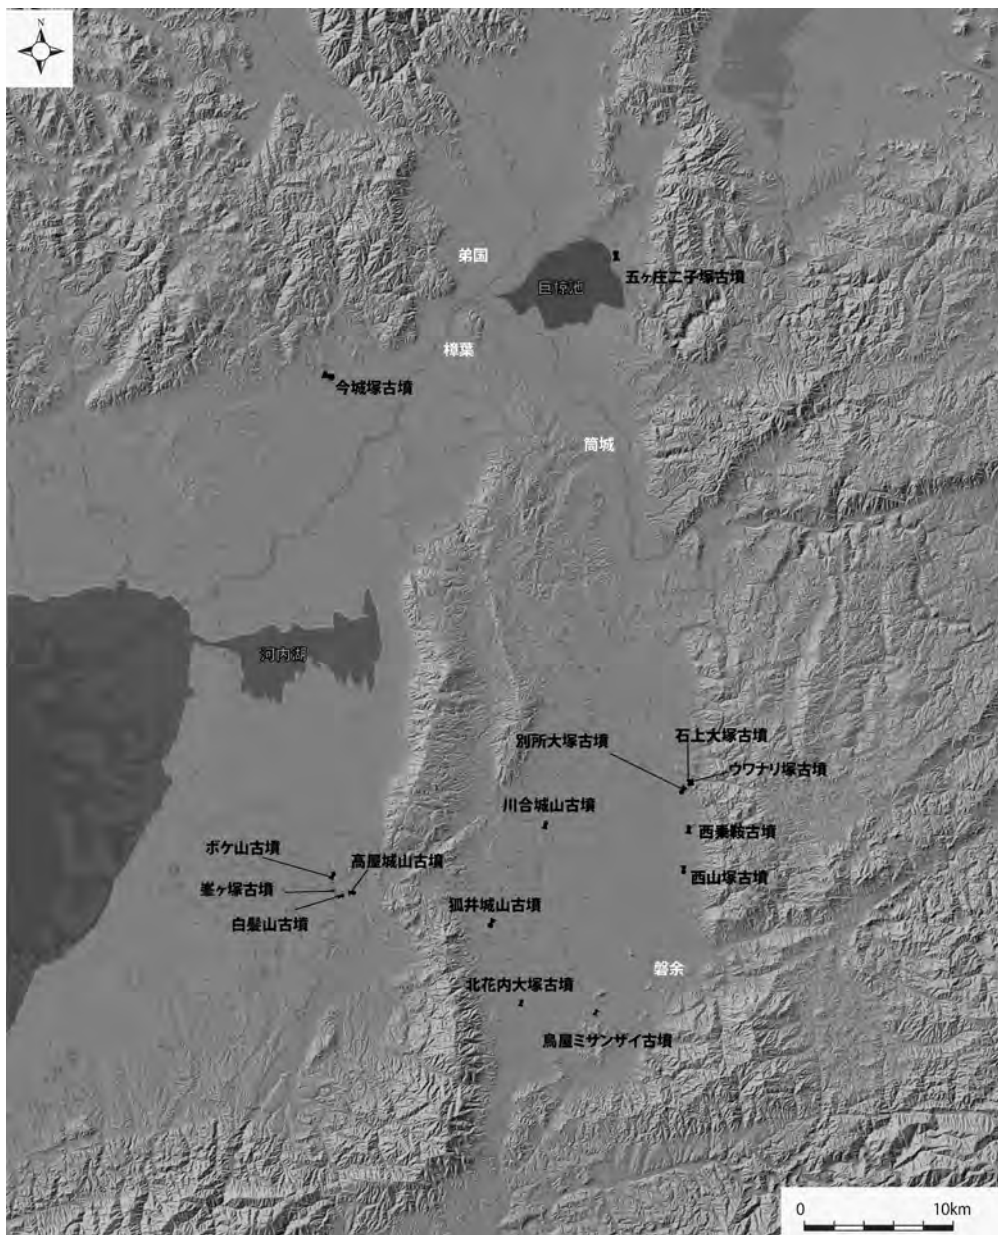 N
弟国
巨椋池
五ヶ庄二子塚古墳
樟葉
今城塚古墳
筒城
河内湖
別所大塚古墳
石上大塚古墳
ウワナリ塚古墳
川合城山古墳
西乗鞍古墳
ボケ山古墳
高屋城山古墳
西山塚古墳
峯ヶ塚古墳
白髪山古墳
狐井城山古墳
磐余
北花内大塚古墳
鳥屋ミサンザイ古墳
0 10km